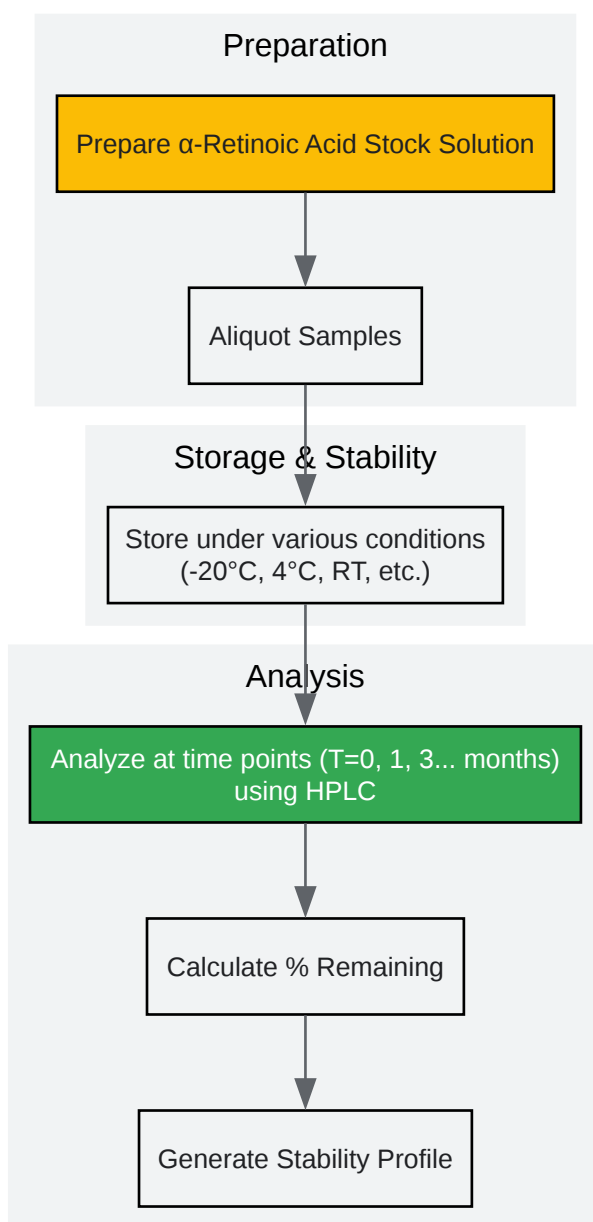 Preparation
Prepare α-Retinoic Acid Stock Solution
Aliquot Samples
Storage & Stability
Store under various conditions
(-20°C, 4°C, RT, etc.)
Analysis
Analyze at time points (T=0, 1, 3... months)
using HPLC
Calculate % Remaining
Generate Stability Profile